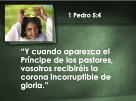 1 Pedro 5:4
“Y cuando aparezca el
Príncipe de los pastores,
vosotros recibiréis la
corona incorruptible de
gloria.”